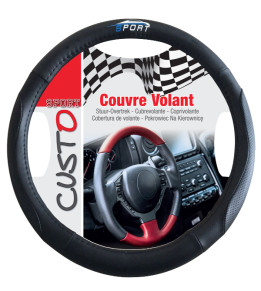 SPORT
SPORT
CUSTO
Couvre Volant
Stuur-Overtrek - Cubrevolante - Coprivolante
Cobertura de volante - Pokrowiec Na Kierownicę